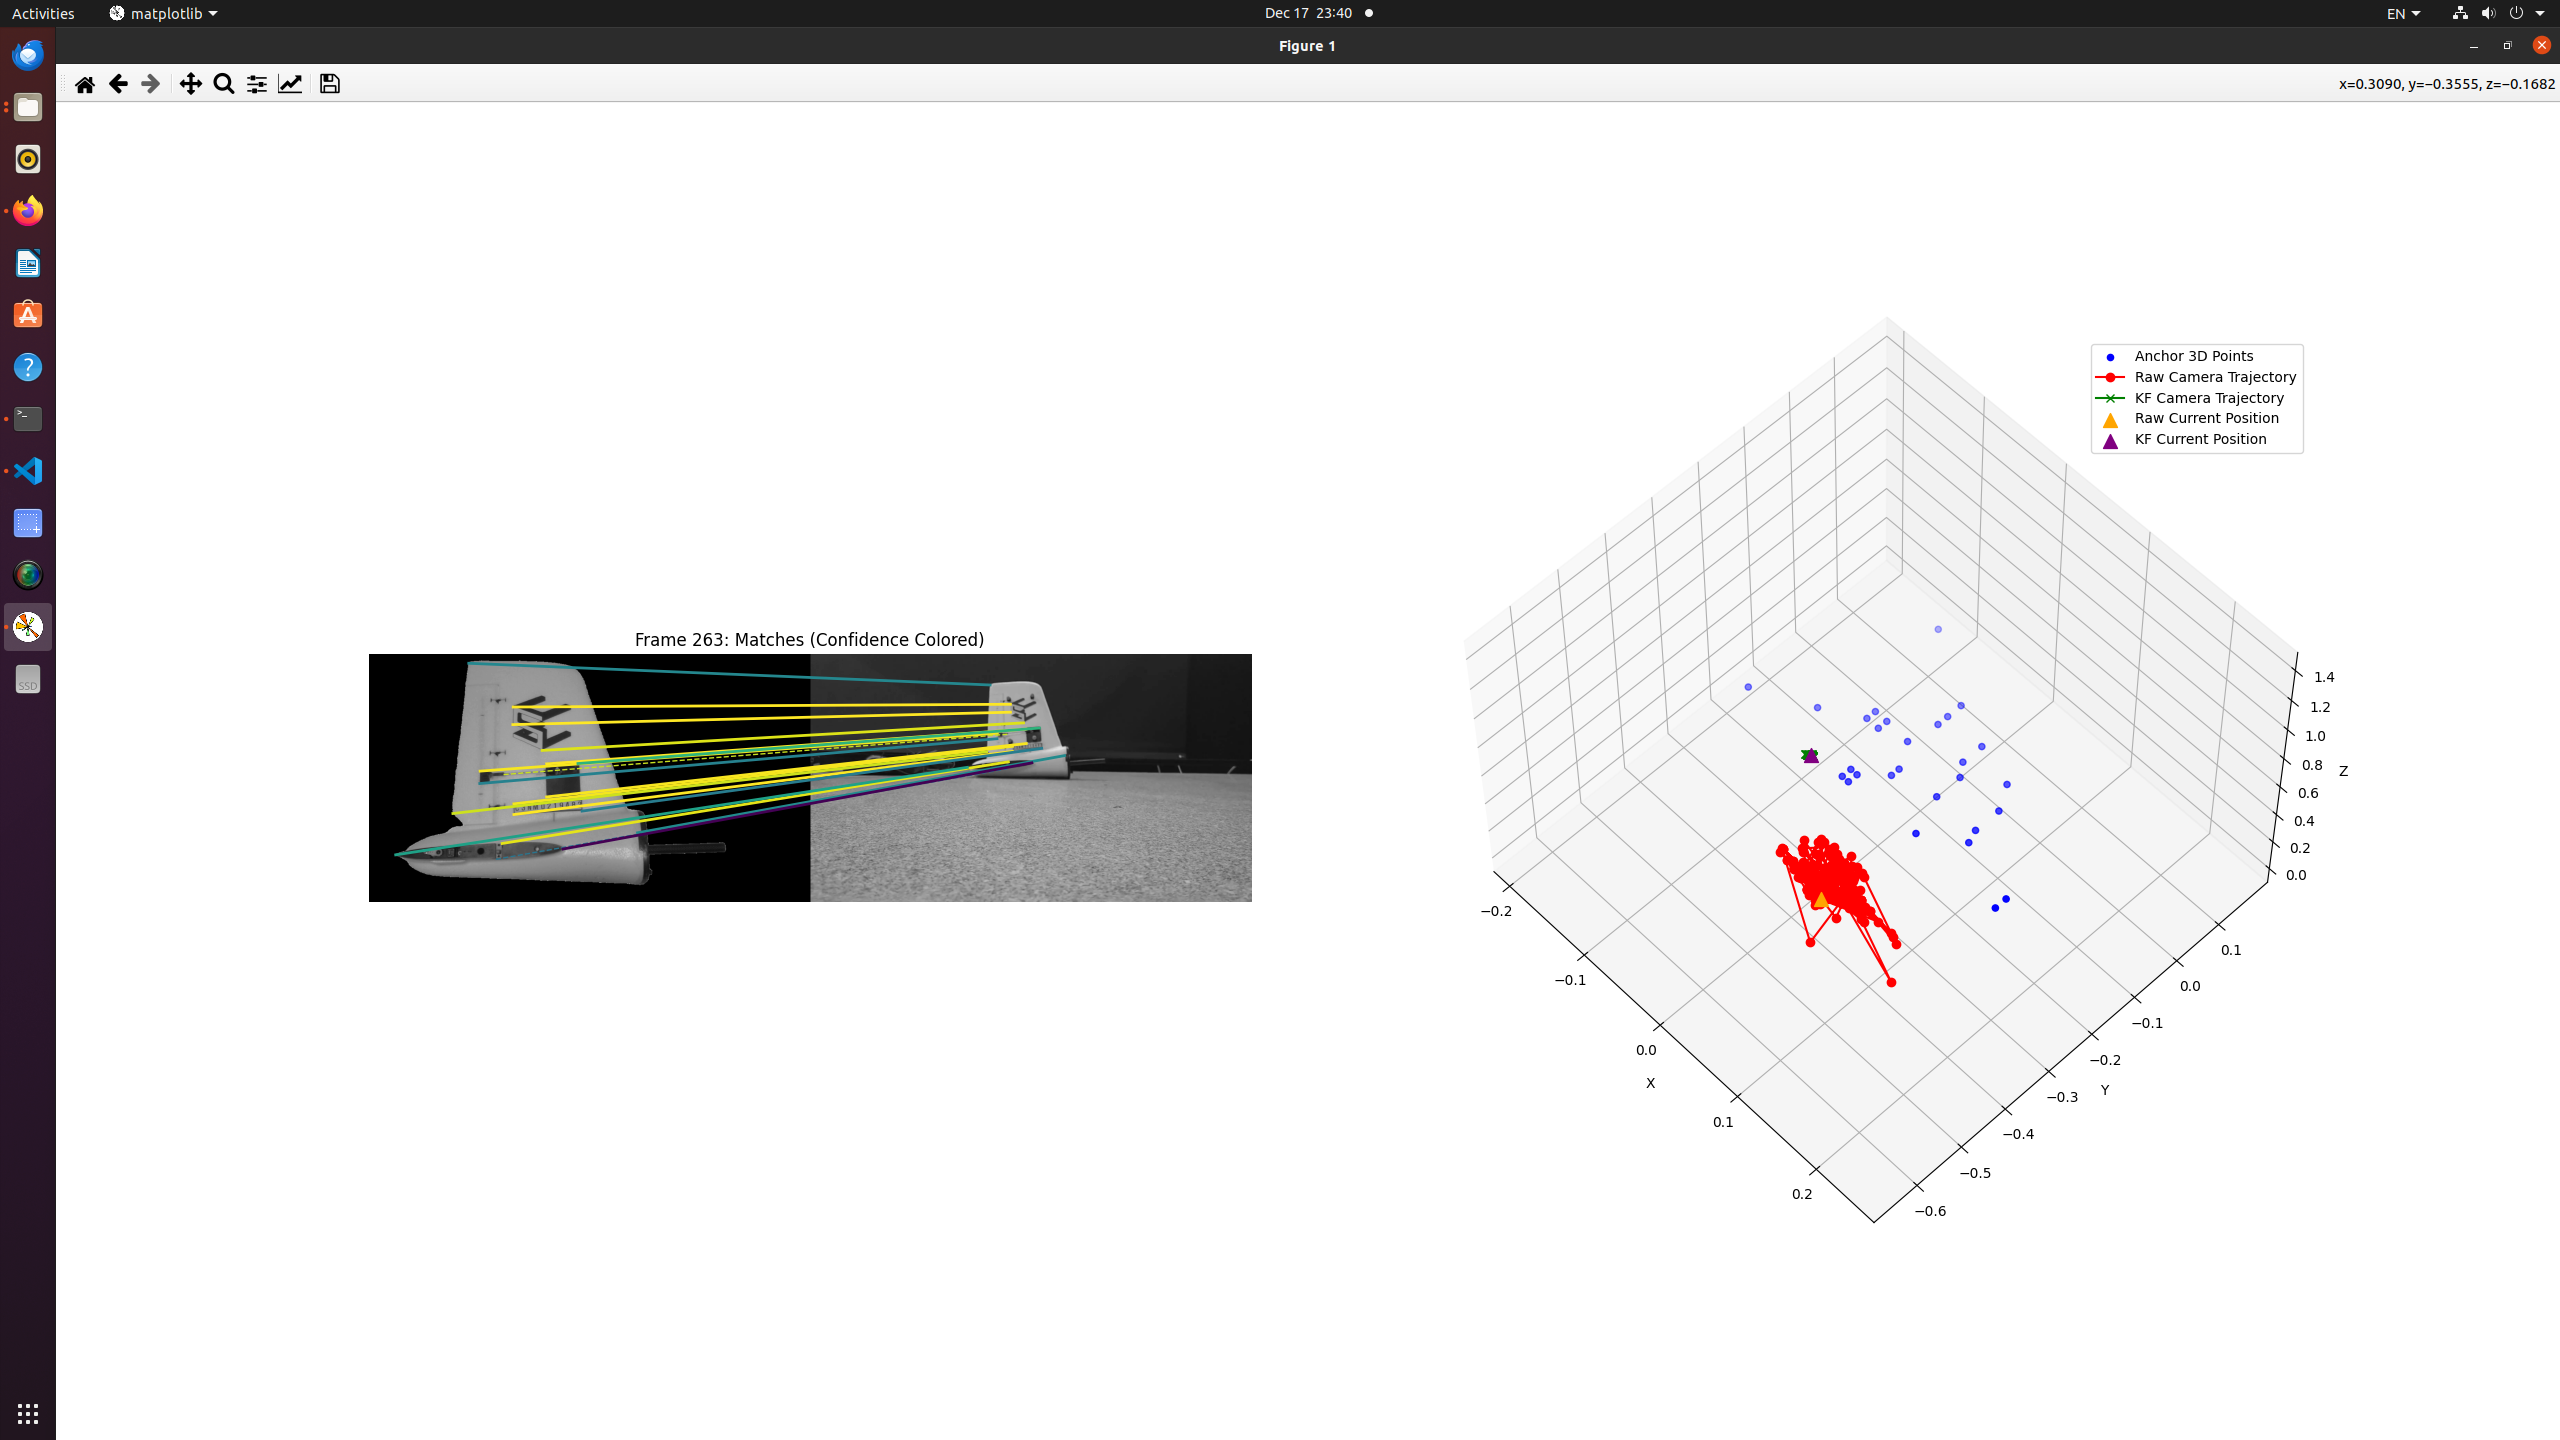 Activities
matplotlib
Dec 17 23:40
EN
Figure 1
x=0.3090, y=−0.3555, z=−0.1682
Anchor 3D Points
Raw Camera Trajectory
KF Camera Trajectory
Raw Current Position
KF Current Position
Frame 263: Matches (Confidence Colored)
SSD
1.4
1.2
1.0
0.8
0.6
0.4
0.2
0.0
Z
−0.2
−0.1
0.0
0.1
0.2
X
0.1
0.0
−0.1
−0.2
−0.3
−0.4
−0.5
−0.6
Y